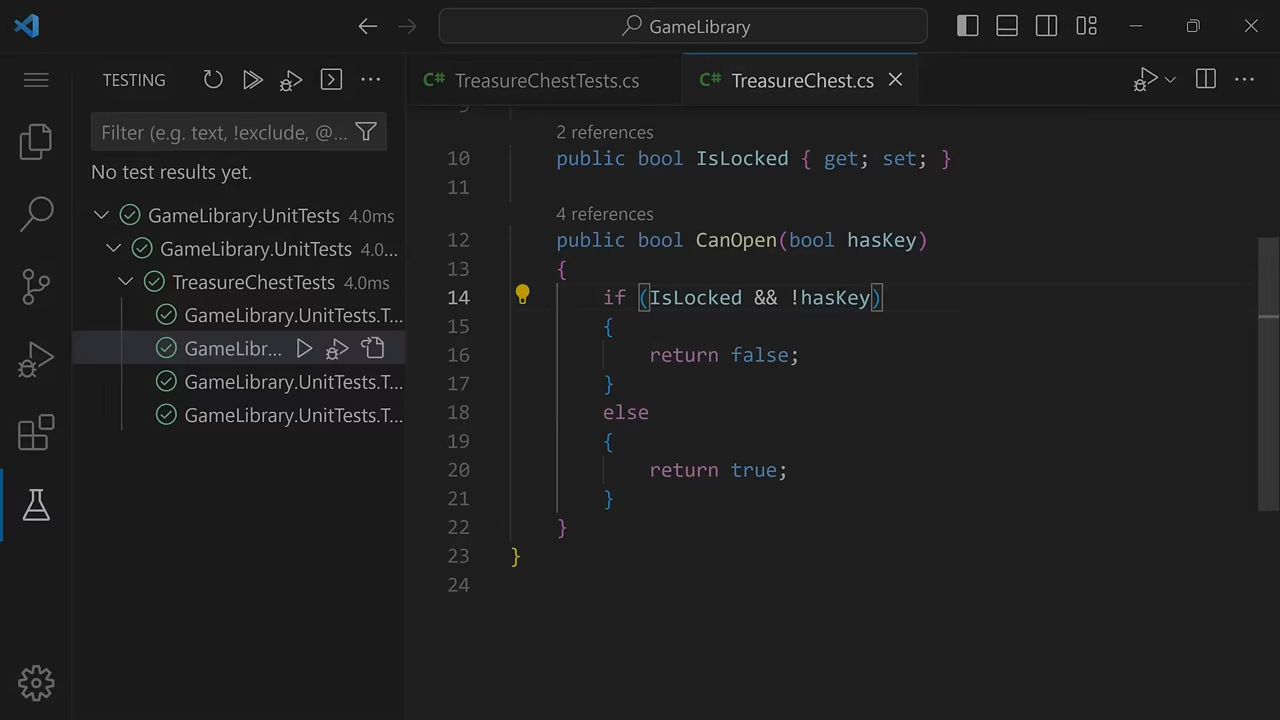 GameLibrary
TESTING
Filter (e.g. text, !exclude, @...
No test results yet.
GameLibrary.UnitTests 4.0ms
GameLibrary.UnitTests 4.0...
TreasureChestTests 4.0ms
GameLibrary.UnitTests.T...
GameLibr...
GameLibrary.UnitTests.T...
GameLibrary.UnitTests.T...
C# TreasureChestTests.cs
C# TreasureChest.cs
2 references
10 public bool IsLocked { get; set; }
11
4 references
12 public bool CanOpen(bool hasKey)
13 {
14 if (IsLocked && !hasKey)
15 {
16 return false;
17 }
18 else
19 {
20 return true;
21 }
22 }
23 }
24